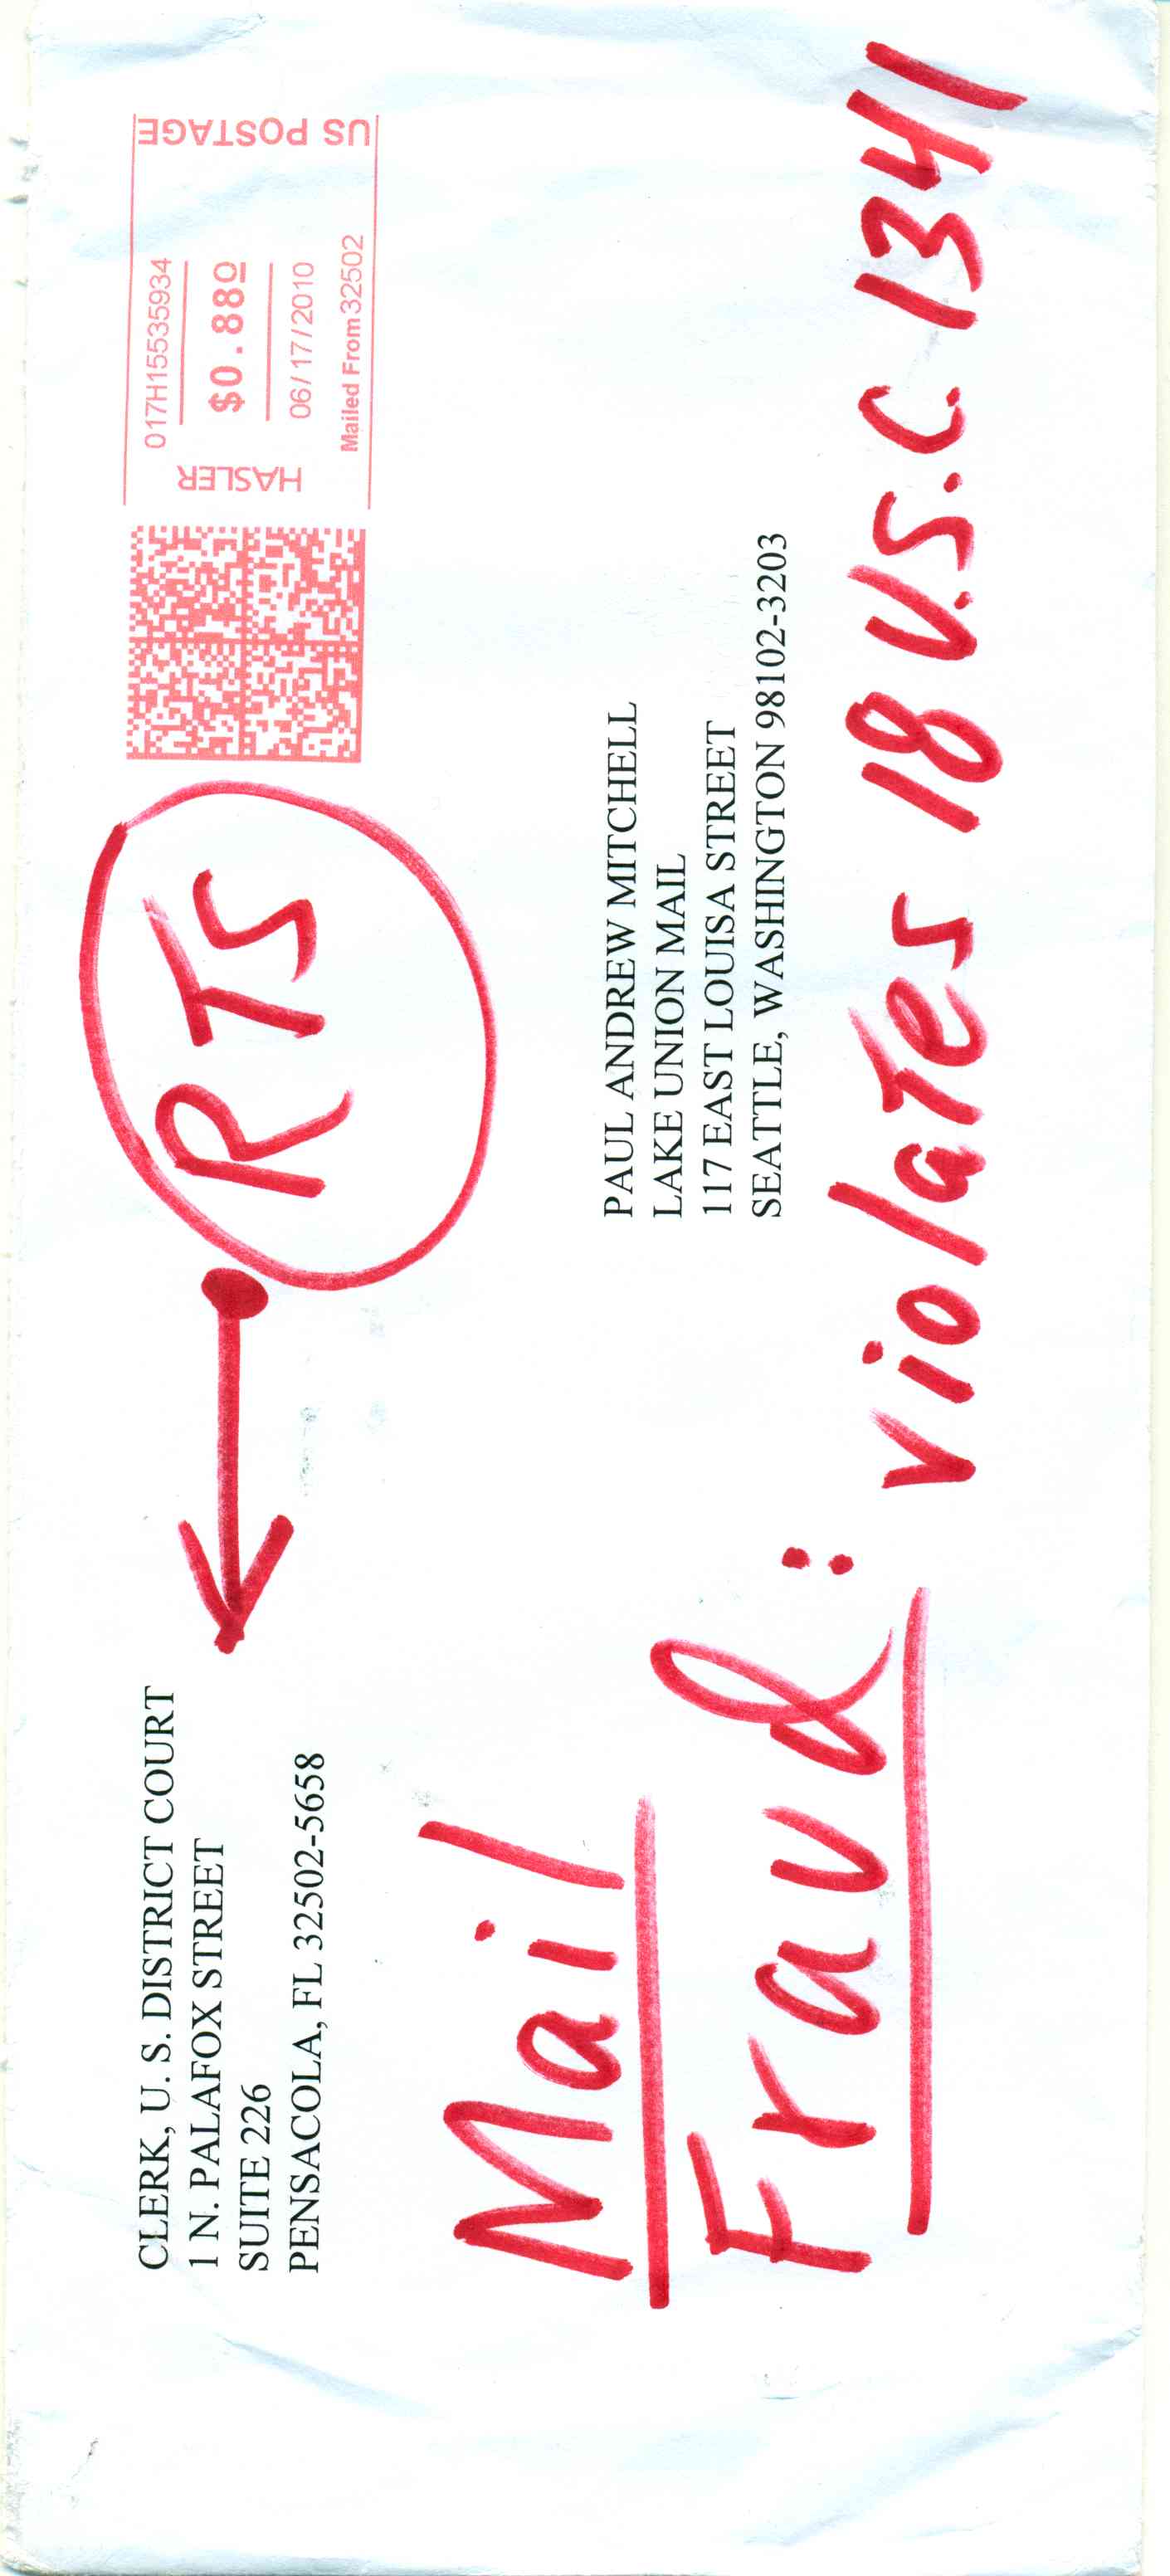 CLERK, U. S. DISTRICT COURT
1 N. PALAFOX STREET
SUITE 226
PENSACOLA, FL 32502-5658
RTS
HASLER
017H15535934
$0.880
06/17/2010
Mailed From 32502
US POSTAGE
PAUL ANDREW MITCHELL
LAKE UNION MAIL
117 EAST LOUISA STREET
SEATTLE, WASHINGTON 98102-3203
Mail
Fraud: violates 18 U.S.C. 1341